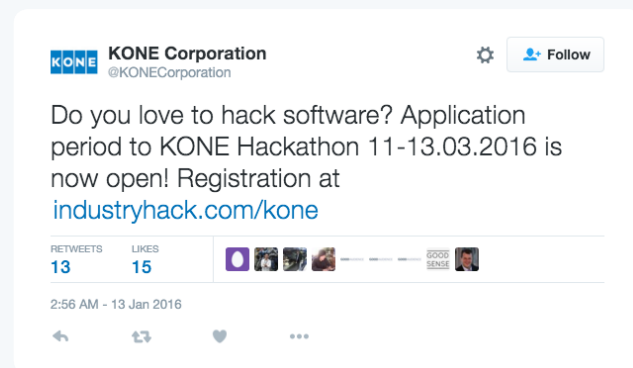 KONE
KONE Corporation
@KONECorporation
Follow
Do you love to hack software? Application
period to KONE Hackathon 11-13.03.2016 is
now open! Registration at
industryhack.com/kone
RETWEETS
13
LIKES
15
GOOD
SENSE
2:56 AM - 13 Jan 2016